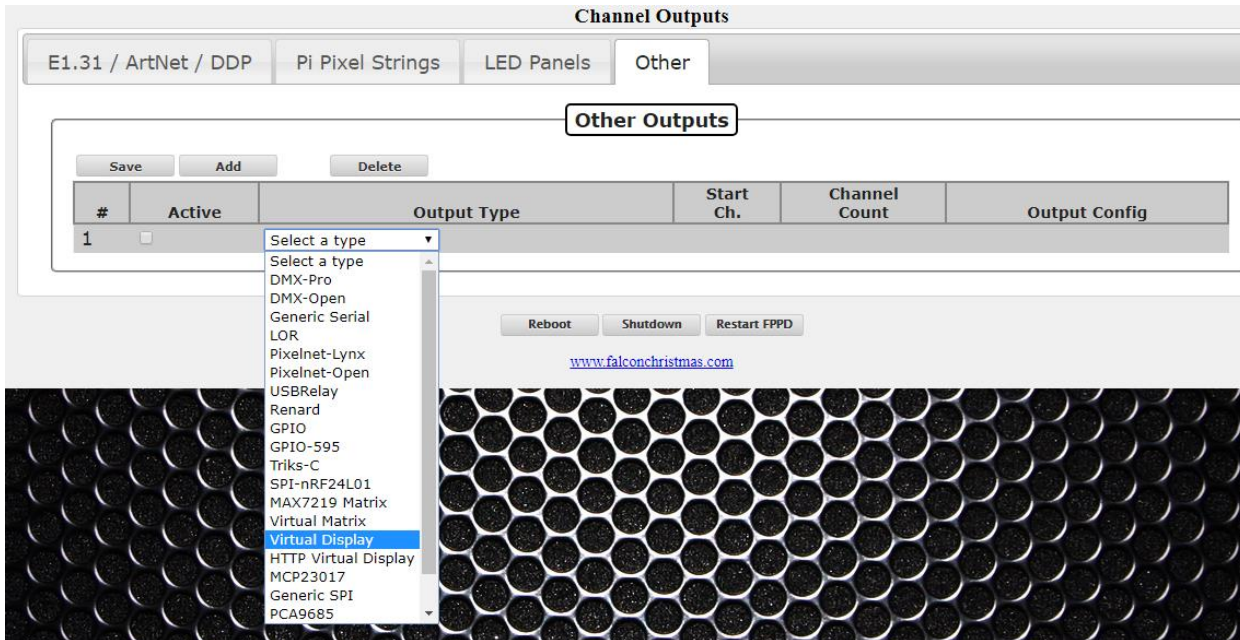 Channel Outputs
E1.31 / ArtNet / DDP Pi Pixel Strings LED Panels Other
Other Outputs
Save Add Delete
# Active Output Type Start Ch. Channel Count Output Config
1 Select a type
Select a type
DMX-Pro
DMX-Open
Generic Serial
LOR
Pixelnet-Lynx
Pixelnet-Open
USBRelay
Renard
GPIO
GPIO-595
Triks-C
SPI-nRF24L01
MAX7219 Matrix
Virtual Matrix
Virtual Display
HTTP Virtual Display
MCP23017
Generic SPI
PCA9685
Reboot Shutdown Restart FPPD
www.falconchristmas.com